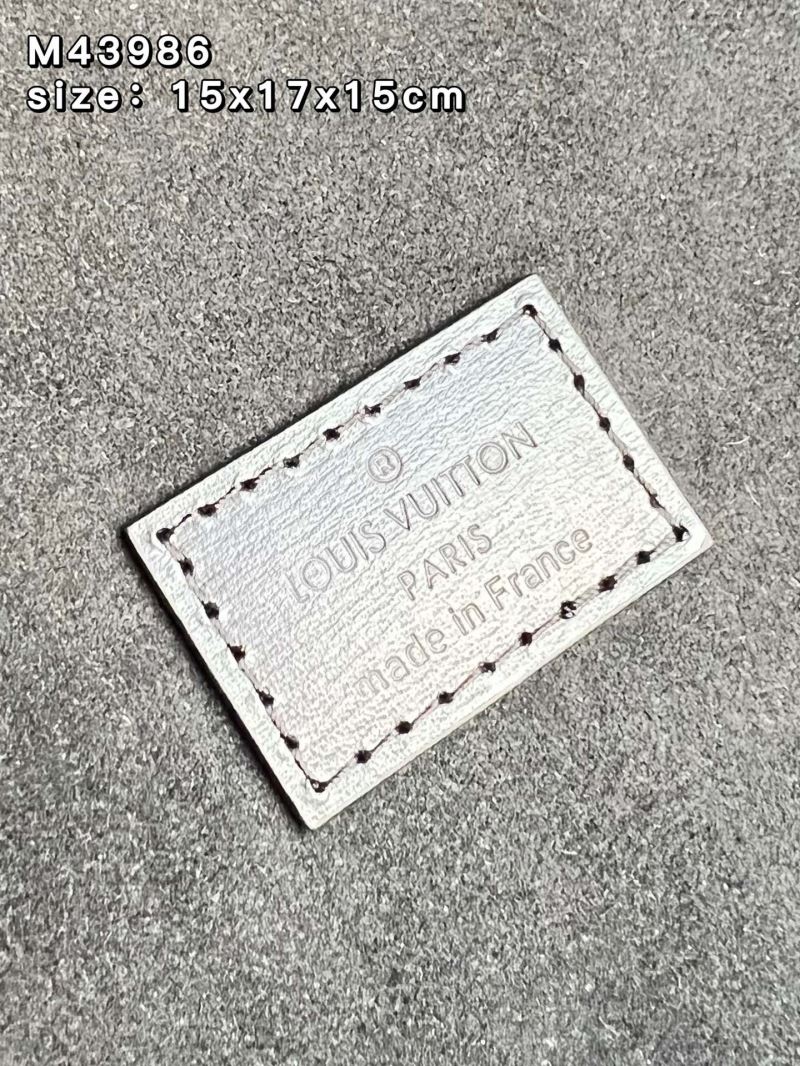 M43986
size: 15x17x15cm
®
LOUIS VUITTON
PARIS
made in France